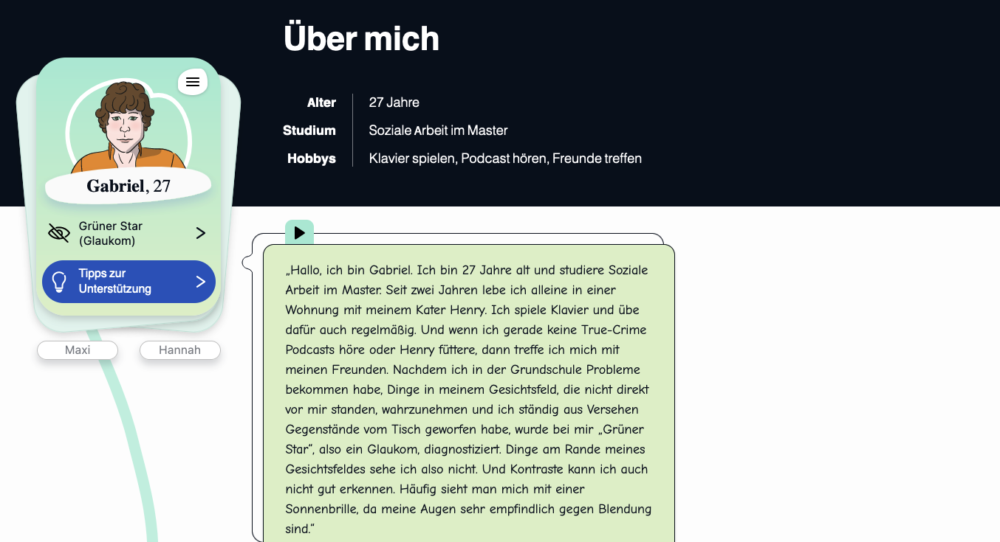 Über mich
Alter
27 Jahre
Studium
Soziale Arbeit im Master
Hobbys
Klavier spielen, Podcast hören, Freunde treffen
Gabriel, 27
Grüner Star
(Glaukom)
Tipps zur
Unterstützung
Maxi
Hannah
„Hallo, ich bin Gabriel. Ich bin 27 Jahre alt und studiere Soziale
Arbeit im Master. Seit zwei Jahren lebe ich alleine in einer
Wohnung mit meinem Kater Henry. Ich spiele Klavier und übe
dafür auch regelmäßig. Und wenn ich gerade keine True-Crime
Podcasts höre oder Henry füttere, dann treffe ich mich mit
meinen Freunden. Nachdem ich in der Grundschule Probleme
bekommen habe, Dinge in meinem Gesichtsfeld, die nicht direkt
vor mir standen, wahrzunehmen und ich ständig aus Versehen
Gegenstände vom Tisch geworfen habe, wurde bei mir „Grüner
Star“, also ein Glaukom, diagnostiziert. Dinge am Rande meines
Gesichtsfeldes sehe ich also nicht. Und Kontraste kann ich auch
nicht gut erkennen. Häufig sieht man mich mit einer
Sonnenbrille, da meine Augen sehr empfindlich gegen Blendung
sind.“